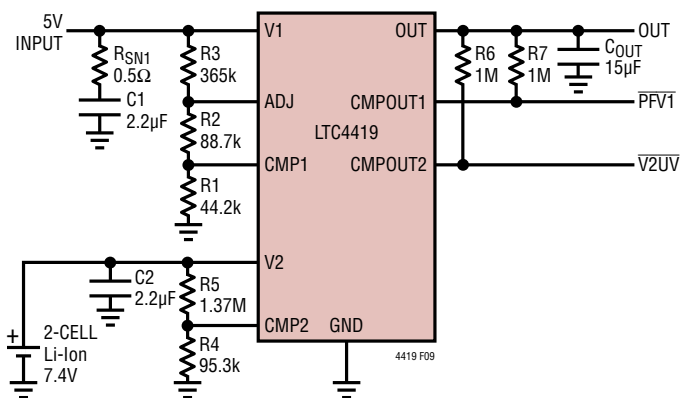 5V
INPUT
V1
OUT
OUT
RSN1
0.5Ω
R3
365k
R6
1M
R7
1M
COUT
15µF
C1
2.2µF
ADJ
CMPOUT1
PFV1
LTC4419
R2
88.7k
CMP1
CMPOUT2
V2UV
R1
44.2k
V2
C2
2.2µF
R5
1.37M
CMP2
GND
+
2-CELL
Li-Ion
7.4V
R4
95.3k
4419 F09